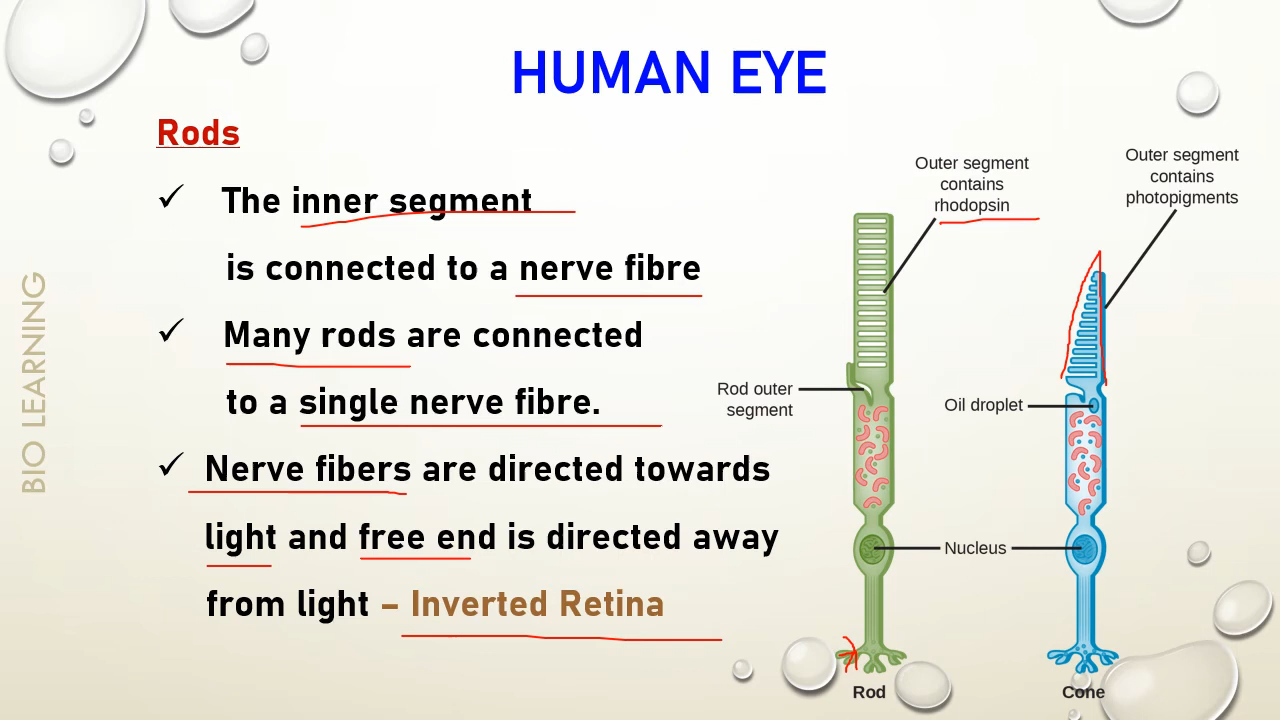 HUMAN EYE
Rods
✓ The inner segment
is connected to a nerve fibre
✓ Many rods are connected
to a single nerve fibre.
✓ Nerve fibers are directed towards
light and free end is directed away
from light – Inverted Retina
BIO LEARNING
Outer segment
contains
rhodopsin
Outer segment
contains
photopigments
Rod outer
segment
Oil droplet
Nucleus
Rod
Cone